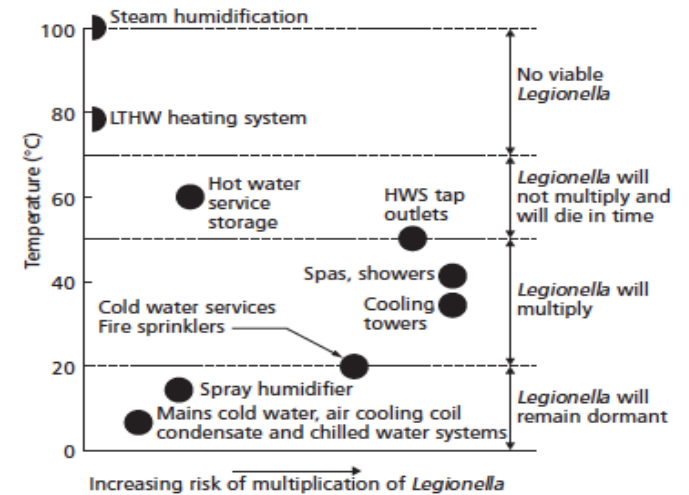 Steam humidification
100
No viable
Legionella
80
LTHW heating system
Temperature (°C)
Hot water
service
storage
60
HWS tap
outlets
Legionella will
not multiply and
will die in time
Spas, showers
40
Cooling
towers
Legionella will
multiply
Cold water services
Fire sprinklers
20
Spray humidifier
Mains cold water, air cooling coil
condensate and chilled water systems
Legionella will
remain dormant
0
Increasing risk of multiplication of Legionella